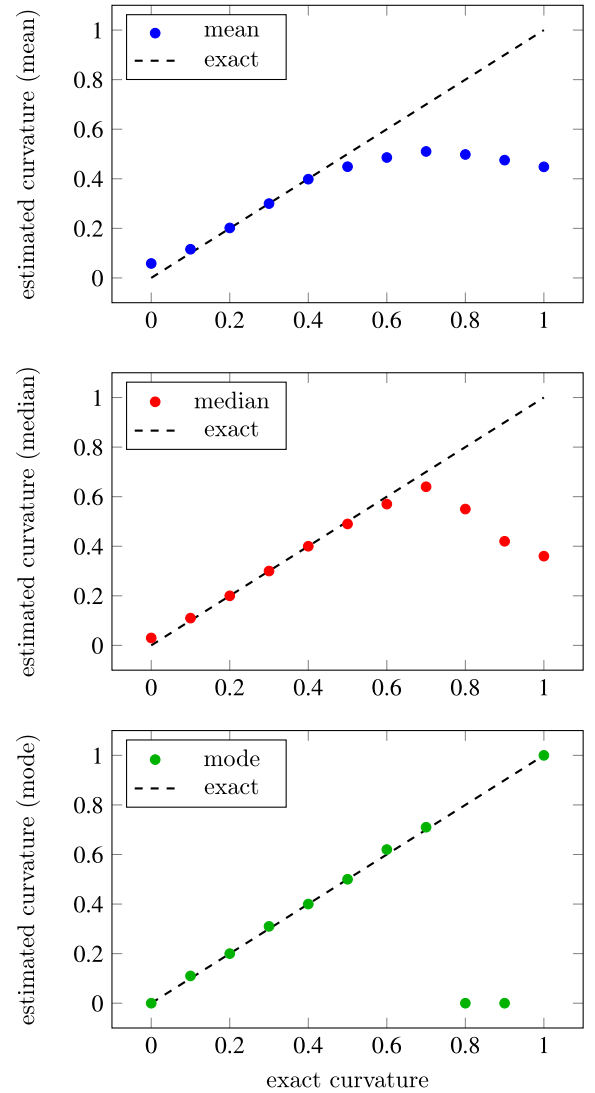 estimated curvature (mean)
mean
exact
1
0.8
0.6
0.4
0.2
0
0 0.2 0.4 0.6 0.8 1
estimated curvature (median)
median
exact
1
0.8
0.6
0.4
0.2
0
0 0.2 0.4 0.6 0.8 1
estimated curvature (mode)
mode
exact
1
0.8
0.6
0.4
0.2
0
0 0.2 0.4 0.6 0.8 1
exact curvature